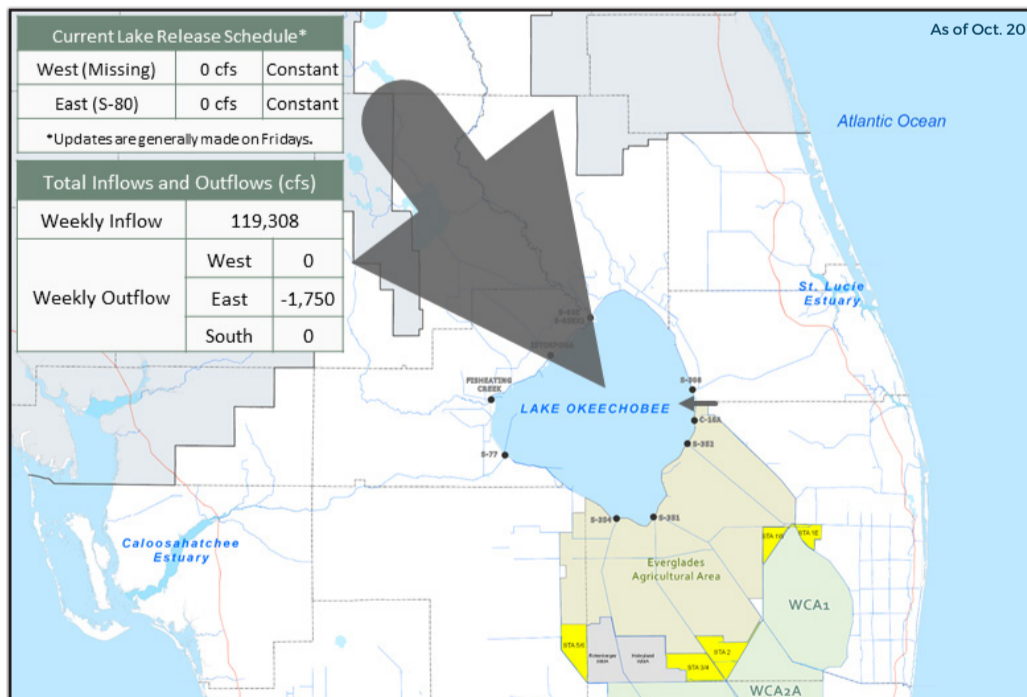 Current Lake Release Schedule*
West (Missing) 0 cfs Constant
East (S-80) 0 cfs Constant
*Updates are generally made on Fridays.
Total Inflows and Outflows (cfs)
Weekly Inflow 119,308
Weekly Outflow
West 0
East -1,750
South 0
As of Oct. 20
Atlantic Ocean
St. Lucie
Estuary
FISHEATING
CREEK
S-308
LAKE OKEECHOBEE
C-10A
S-352
S-77
S-354
S-351
Caloosahatchee
Estuary
Everglades
Agricultural Area
STA 1W
STA 1E
WCA1
STA 5/6
STA 2
STA 3/4
WCA2A